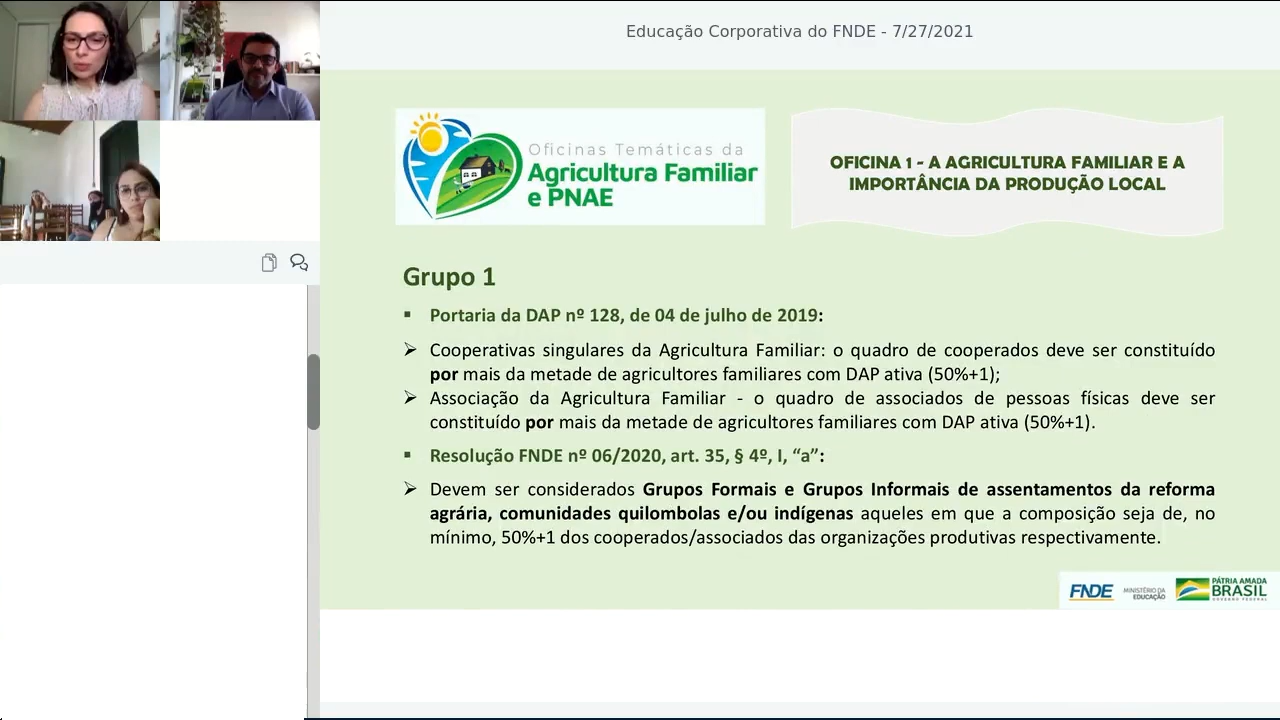 Educação Corporativa do FNDE - 7/27/2021
Oficinas Temáticas da
Agricultura Familiar
e PNAE
OFICINA 1 - A AGRICULTURA FAMILIAR E A
IMPORTÂNCIA DA PRODUÇÃO LOCAL
Grupo 1
▪ Portaria da DAP nº 128, de 04 de julho de 2019:
➢ Cooperativas singulares da Agricultura Familiar: o quadro de cooperados deve ser constituído
por mais da metade de agricultores familiares com DAP ativa (50%+1);
➢ Associação da Agricultura Familiar - o quadro de associados de pessoas físicas deve ser
constituído por mais da metade de agricultores familiares com DAP ativa (50%+1).
▪ Resolução FNDE nº 06/2020, art. 35, § 4º, I, “a”:
➢ Devem ser considerados Grupos Formais e Grupos Informais de assentamentos da reforma
agrária, comunidades quilombolas e/ou indígenas aqueles em que a composição seja de, no
mínimo, 50%+1 dos cooperados/associados das organizações produtivas respectivamente.
FNDE
MINISTÉRIO DA
EDUCAÇÃO
PÁTRIA AMADA
BRASIL
GOVERNO FEDERAL